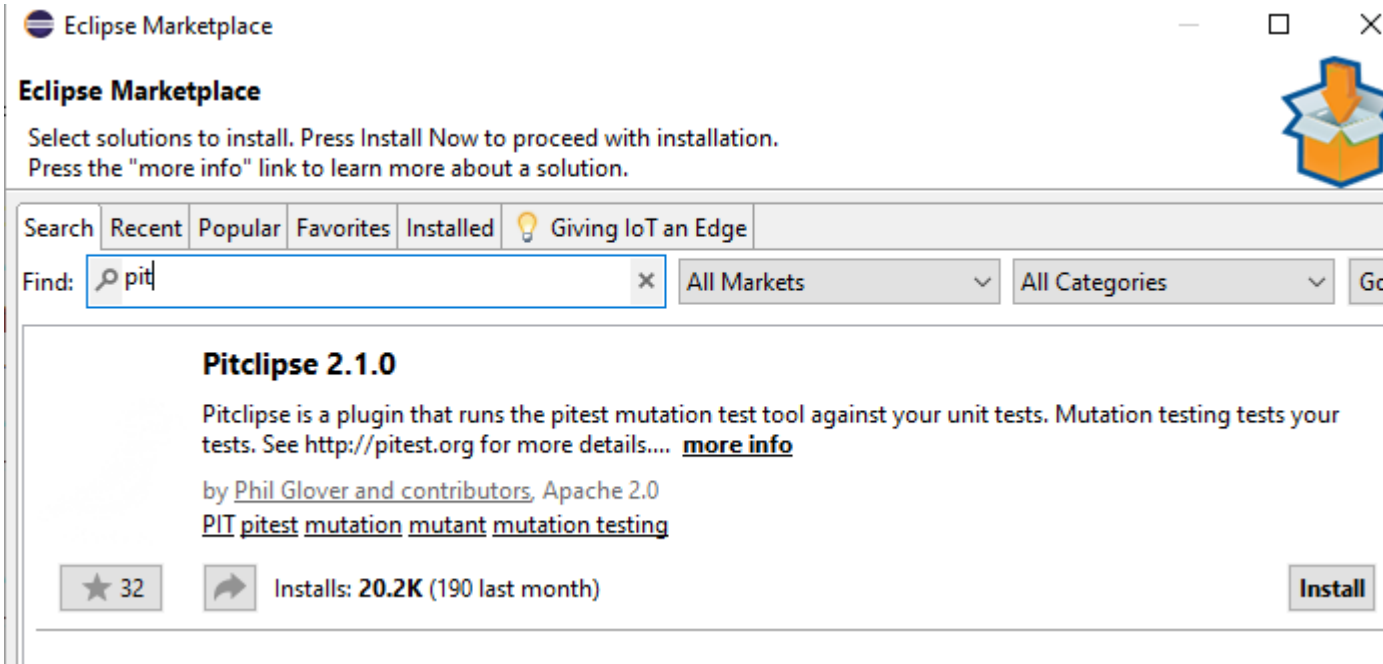 Eclipse Marketplace
Eclipse Marketplace
Select solutions to install. Press Install Now to proceed with installation.
Press the "more info" link to learn more about a solution.
Search Recent Popular Favorites Installed Giving IoT an Edge
Find: pit All Markets All Categories Go
Pitclipse 2.1.0
Pitclipse is a plugin that runs the pitest mutation test tool against your unit tests. Mutation testing tests your
tests. See http://pitest.org for more details.... more info
by Phil Glover and contributors, Apache 2.0
PIT pitest mutation mutant mutation testing
32 Installs: 20.2K (190 last month) Install